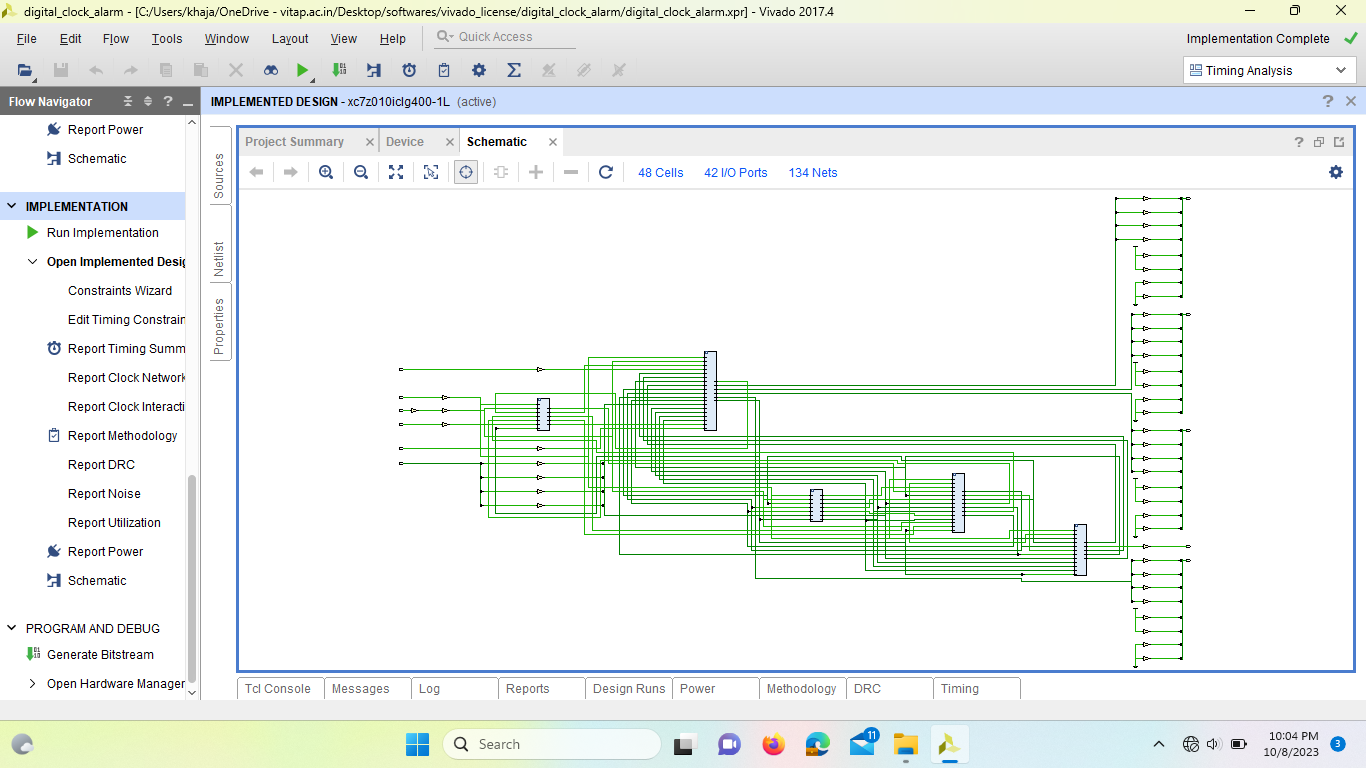 digital_clock_alarm - [C:/Users/khaja/OneDrive - vitap.ac.in/Desktop/softwares/vivado_license/digital_clock_alarm/digital_clock_alarm.xpr] - Vivado 2017.4
File Edit Flow Tools Window Layout View Help Quick Access
Implementation Complete
Timing Analysis
Flow Navigator
IMPLEMENTED DESIGN - xc7z010iclg400-1L (active)
Report Power
Schematic
IMPLEMENTATION
Run Implementation
Open Implemented Desig
Constraints Wizard
Edit Timing Constrain
Report Timing Summ
Report Clock Network
Report Clock Interacti
Report Methodology
Report DRC
Report Noise
Report Utilization
Report Power
Schematic
PROGRAM AND DEBUG
Generate Bitstream
Open Hardware Manager
Sources
Netlist
Properties
Project Summary Device Schematic
48 Cells 42 I/O Ports 134 Nets
Tcl Console Messages Log Reports Design Runs Power Methodology DRC Timing
Search
11
10:04 PM
10/8/2023
3